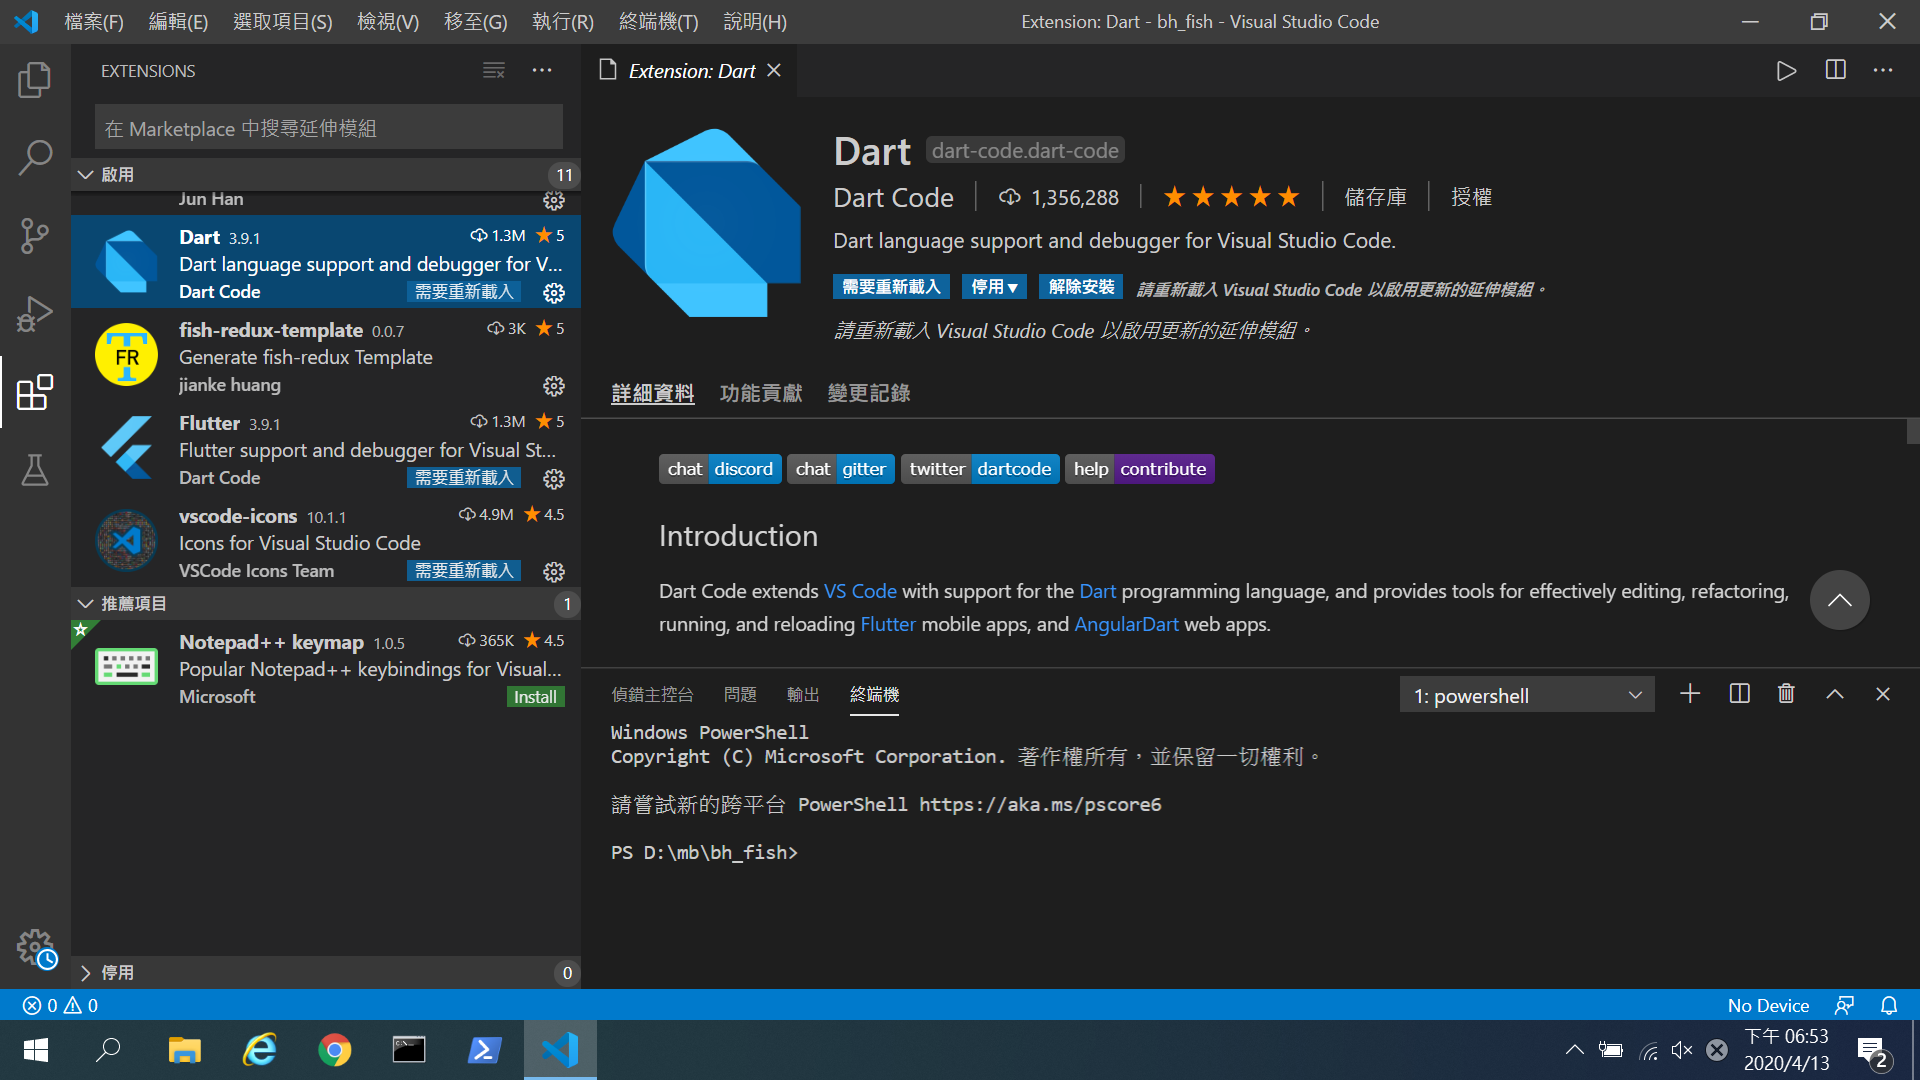 檔案(F) 編輯(E) 選取項目(S) 檢視(V) 移至(G) 執行(R) 終端機(T) 說明(H)
Extension: Dart - bh_fish - Visual Studio Code
EXTENSIONS
在 Marketplace 中搜尋延伸模組
啟用 11
Jun Han
Dart 3.9.1 1.3M 5
Dart language support and debugger for V...
Dart Code 需要重新載入
fish-redux-template 0.0.7 3K 5
FR
Generate fish-redux Template
jianke huang
Flutter 3.9.1 1.3M 5
Flutter support and debugger for Visual St...
Dart Code 需要重新載入
vscode-icons 10.1.1 4.9M 4.5
Icons for Visual Studio Code
VSCode Icons Team 需要重新載入
推薦項目 1
Notepad++ keymap 1.0.5 365K 4.5
Popular Notepad++ keybindings for Visual...
Microsoft Install
停用 0
Extension: Dart
Dart dart-code.dart-code
Dart Code 1,356,288 儲存庫 授權
Dart language support and debugger for Visual Studio Code.
需要重新載入 停用 解除安裝 請重新載入 Visual Studio Code 以啟用更新的延伸模組。
請重新載入 Visual Studio Code 以啟用更新的延伸模組。
詳細資料 功能貢獻 變更記錄
chat discord chat gitter twitter dartcode help contribute
Introduction
Dart Code extends VS Code with support for the Dart programming language, and provides tools for effectively editing, refactoring,
running, and reloading Flutter mobile apps, and AngularDart web apps.
偵錯主控台 問題 輸出 終端機 1: powershell
Windows PowerShell
Copyright (C) Microsoft Corporation. 著作權所有，並保留一切權利。
請嘗試新的跨平台 PowerShell https://aka.ms/pscore6
PS D:\mb\bh_fish>
0 0
No Device
下午 06:53
2020/4/13
2